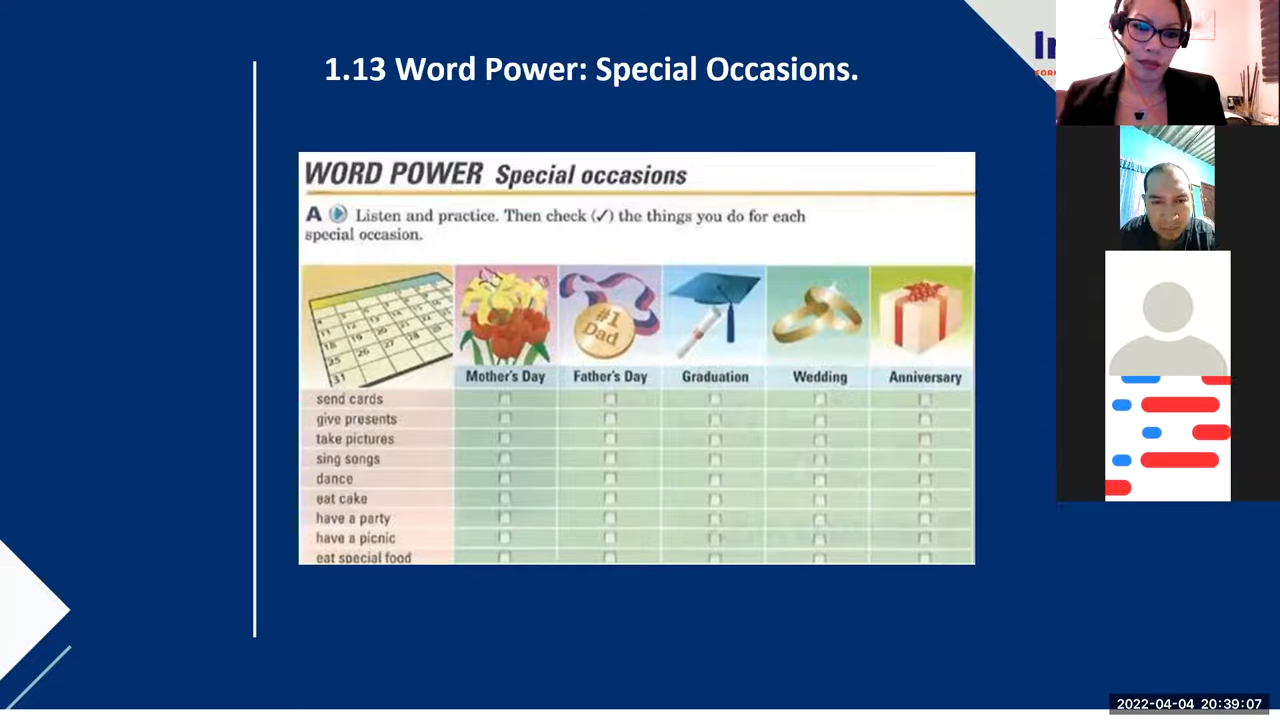 1.13 Word Power: Special Occasions.
WORD POWER Special occasions
A Listen and practice. Then check (✓) the things you do for each
special occasion.
#1
Dad
Mother's Day Father's Day Graduation Wedding Anniversary
send cards
give presents
take pictures
sing songs
dance
eat cake
have a party
have a picnic
eat special food
2022-04-04 20:39:07